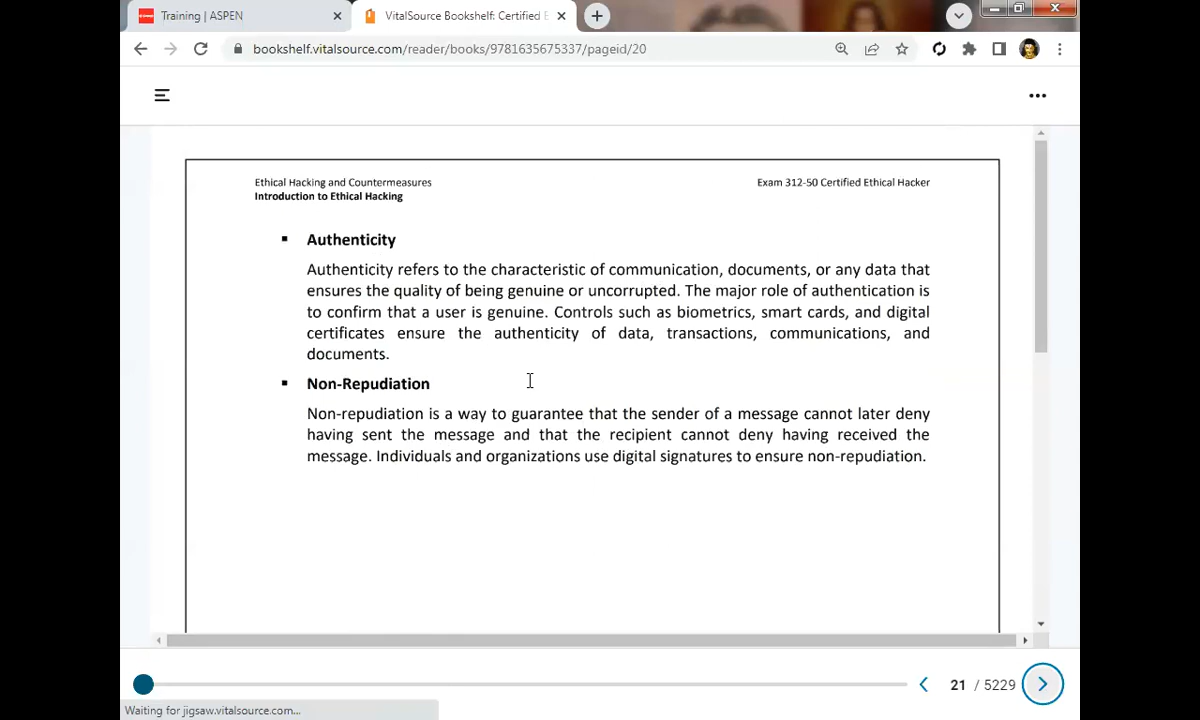 Training | ASPEN
VitalSource Bookshelf: Certified E
bookshelf.vitalsource.com/reader/books/9781635675337/pageid/20
Ethical Hacking and Countermeasures
Exam 312-50 Certified Ethical Hacker
Introduction to Ethical Hacking
▪ Authenticity
Authenticity refers to the characteristic of communication, documents, or any data that
ensures the quality of being genuine or uncorrupted. The major role of authentication is
to confirm that a user is genuine. Controls such as biometrics, smart cards, and digital
certificates ensure the authenticity of data, transactions, communications, and
documents.
▪ Non-Repudiation
Non-repudiation is a way to guarantee that the sender of a message cannot later deny
having sent the message and that the recipient cannot deny having received the
message. Individuals and organizations use digital signatures to ensure non-repudiation.
21 / 5229
Waiting for jigsaw.vitalsource.com...